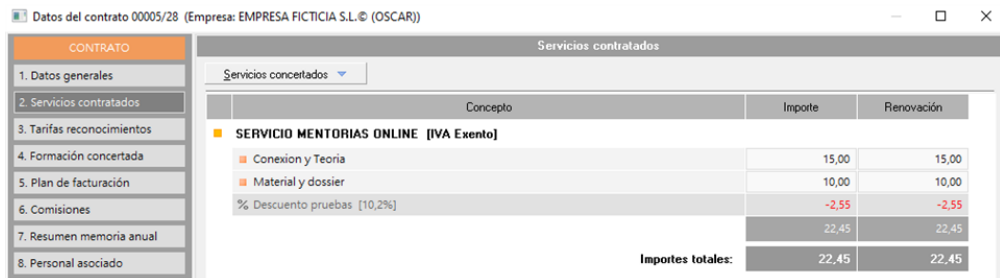 Datos del contrato 00005/28 (Empresa: EMPRESA FICTICIA S.L.© (OSCAR))
CONTRATO
1. Datos generales
2. Servicios contratados
3. Tarifas reconocimientos
4. Formación concertada
5. Plan de facturación
6. Comisiones
7. Resumen memoria anual
8. Personal asociado
Servicios contratados
Servicios concertados
Concepto Importe Renovación
SERVICIO MENTORIAS ONLINE [IVA Exento]
Conexion y Teoria 15,00 15,00
Material y dossier 10,00 10,00
% Descuento pruebas [10,2%] -2,55 -2,55
22,45 22,45
Importes totales: 22,45 22,45